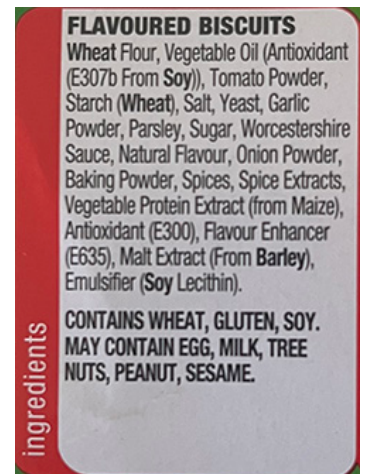 FLAVOURED BISCUITS
Wheat Flour, Vegetable Oil (Antioxidant
(E307b From Soy)), Tomato Powder,
Starch (Wheat), Salt, Yeast, Garlic
Powder, Parsley, Sugar, Worcestershire
Sauce, Natural Flavour, Onion Powder,
Baking Powder, Spices, Spice Extracts,
Vegetable Protein Extract (from Maize),
Antioxidant (E300), Flavour Enhancer
(E635), Malt Extract (From Barley),
Emulsifier (Soy Lecithin).
CONTAINS WHEAT, GLUTEN, SOY.
MAY CONTAIN EGG, MILK, TREE
NUTS, PEANUT, SESAME.
ingredients